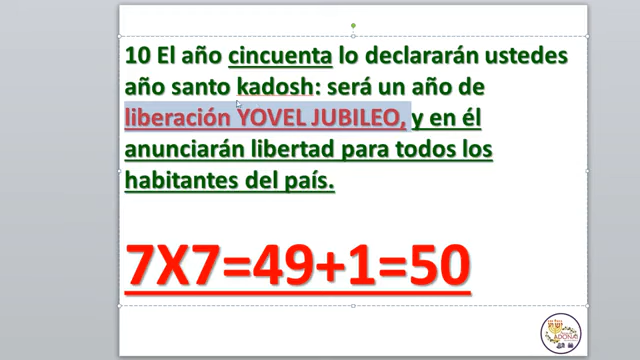 10 El año cincuenta lo declararán ustedes
año santo kadosh: será un año de
liberación YOVEL JUBILEO, y en él
anunciarán libertad para todos los
habitantes del país.
7X7=49+1=50
ADONAI